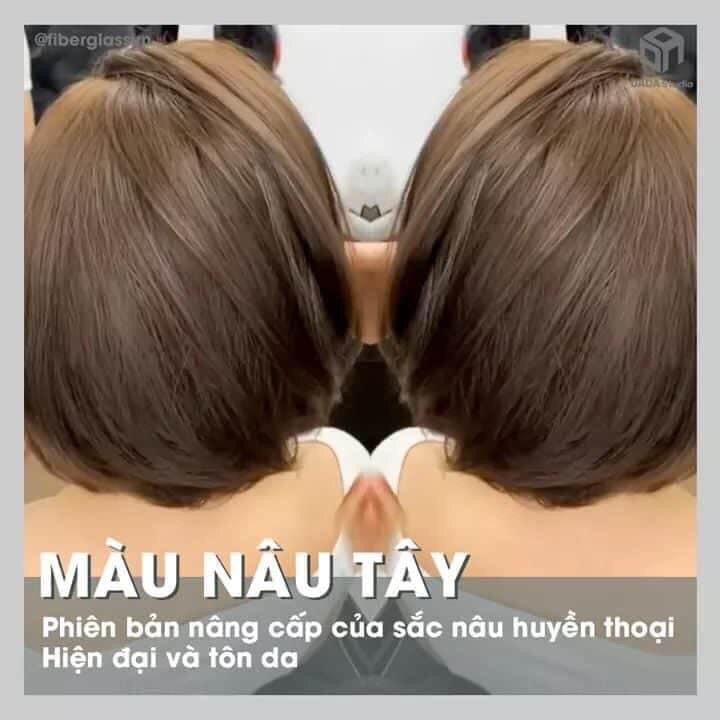 @fiberglass
DADA Studio
MÀU NÂU TÂY
Phiên bản nâng cấp của sắc nâu huyền thoại
Hiện đại và tôn da